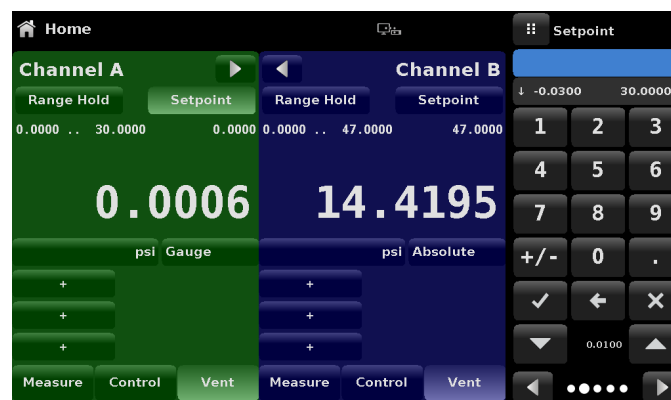 Home
Setpoint
Channel A
Channel B
Range Hold
Setpoint
Range Hold
Setpoint
↓ -0.0300 30.0000
0.0000 .. 30.0000 0.0000
0.0000 .. 47.0000 47.0000
1 2 3
4 5 6
0.0006
14.4195
7 8 9
psi Gauge
psi Absolute
+/- 0 .
+
+
+
+
+
+
0.0100
Measure Control Vent
Measure Control Vent